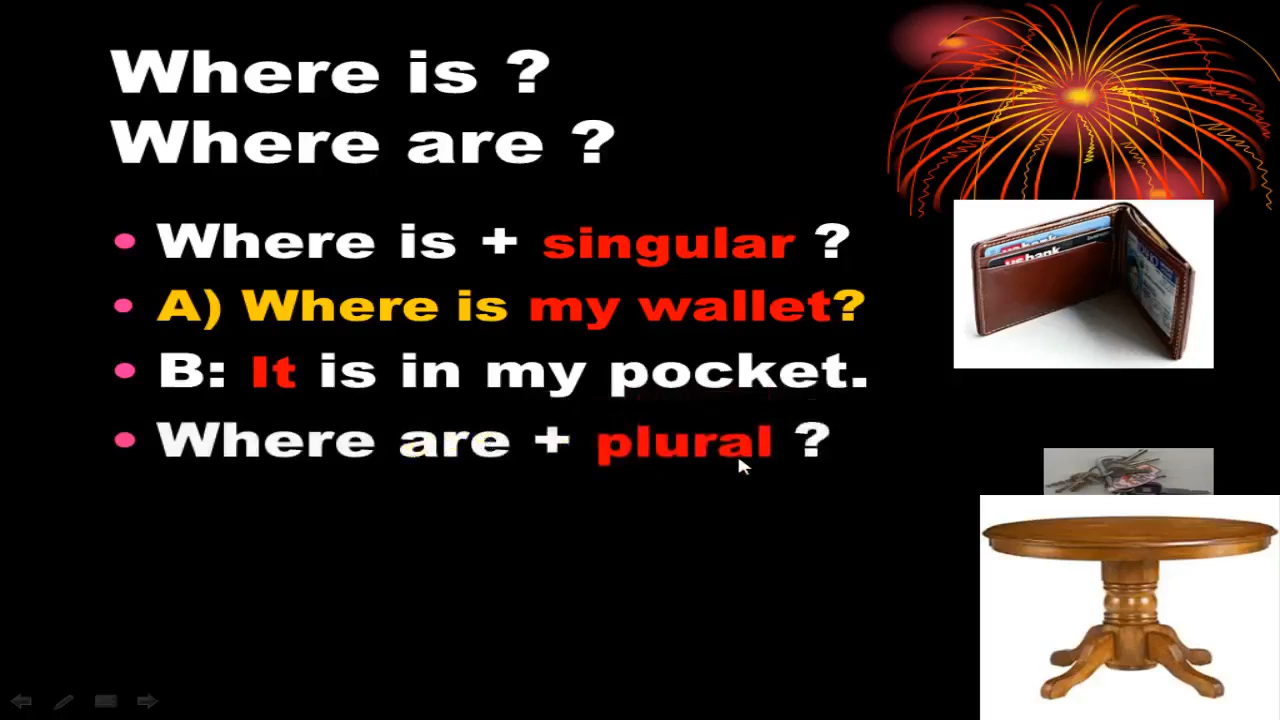 Where is ?
Where are ?
• Where is + singular ?
• A) Where is my wallet?
• B: It is in my pocket.
• Where are + plural ?
usbank